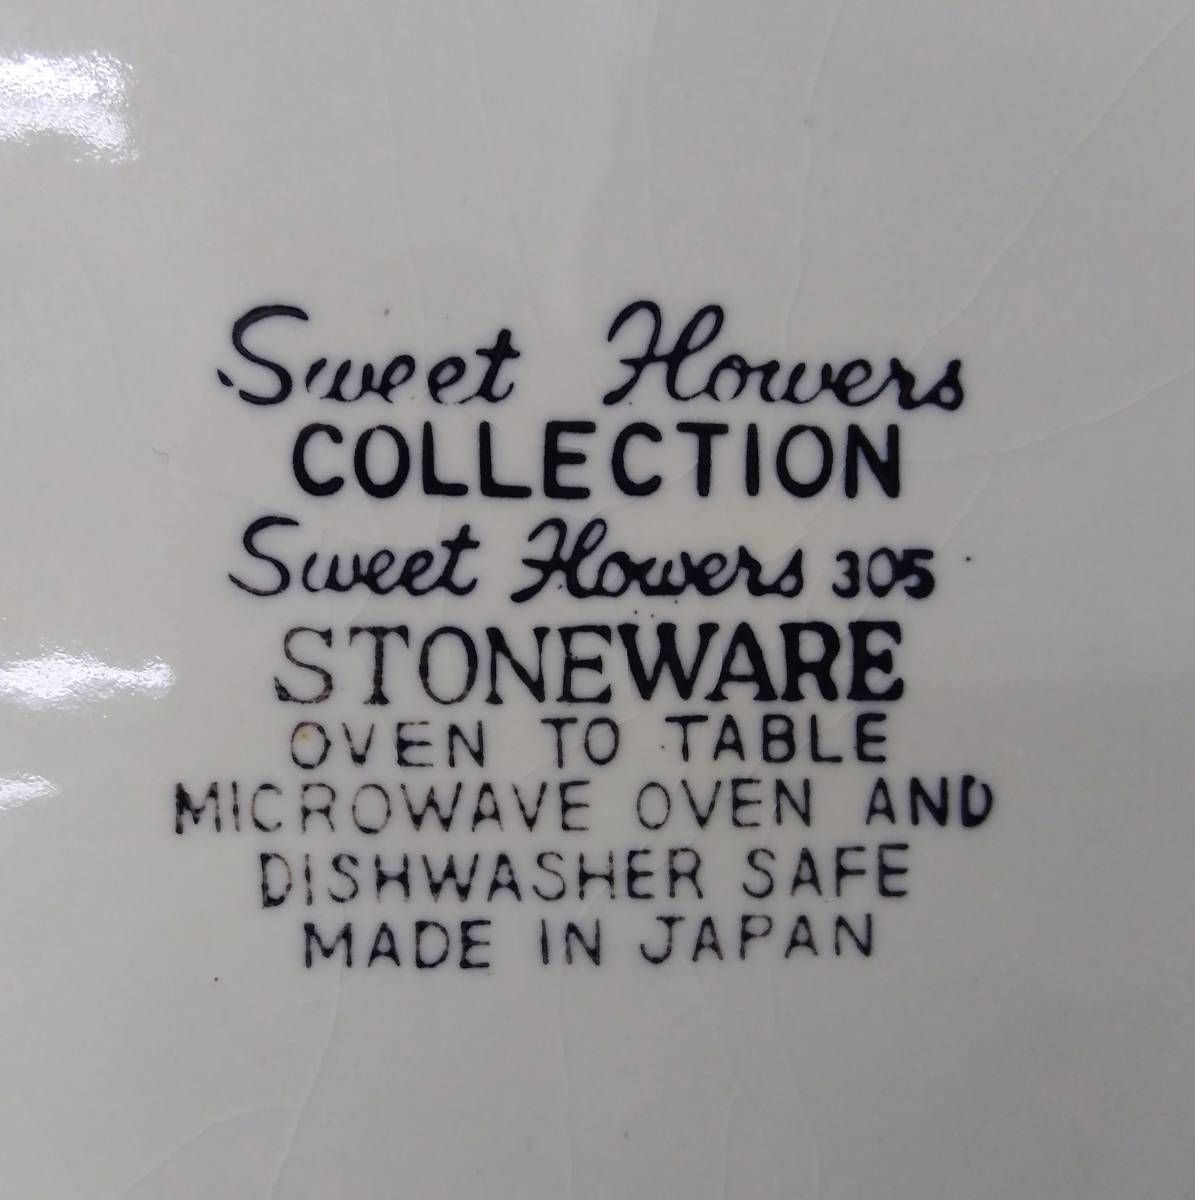 Sweet Flowers
COLLECTION
Sweet Flowers 305
STONEWARE
OVEN TO TABLE
MICROWAVE OVEN AND
DISHWASHER SAFE
MADE IN JAPAN